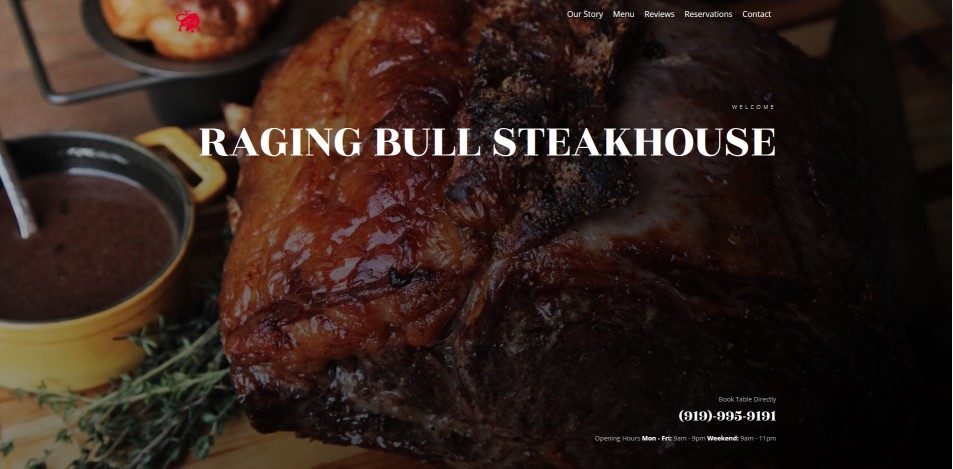 Our Story Menu Reviews Reservations Contact
WELCOME
RAGING BULL STEAKHOUSE
Book Table Directly
(919)-995-9191
Opening Hours Mon - Fri: 9am - 9pm Weekend: 9am - 11pm